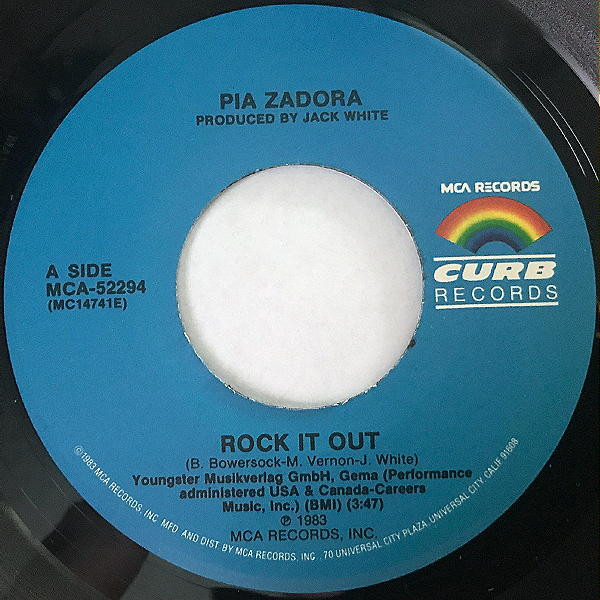 PIA ZADORA
PRODUCED BY JACK WHITE
MCA RECORDS
CURB
RECORDS
A SIDE
MCA-52294
(MC14741E)
ROCK IT OUT
(B. Bowersock-M. Vernon-J. White)
Youngster Musikverlag GmbH, Gema (Performance
administered USA & Canada-Careers
Music, Inc.) (BMI) (3:47)
℗ 1983
MCA RECORDS, INC.
©1983 MCA RECORDS, INC. MFD. AND DIST. BY MCA RECORDS, INC., 70 UNIVERSAL CITY PLAZA, UNIVERSAL CITY, CALIF. 91608